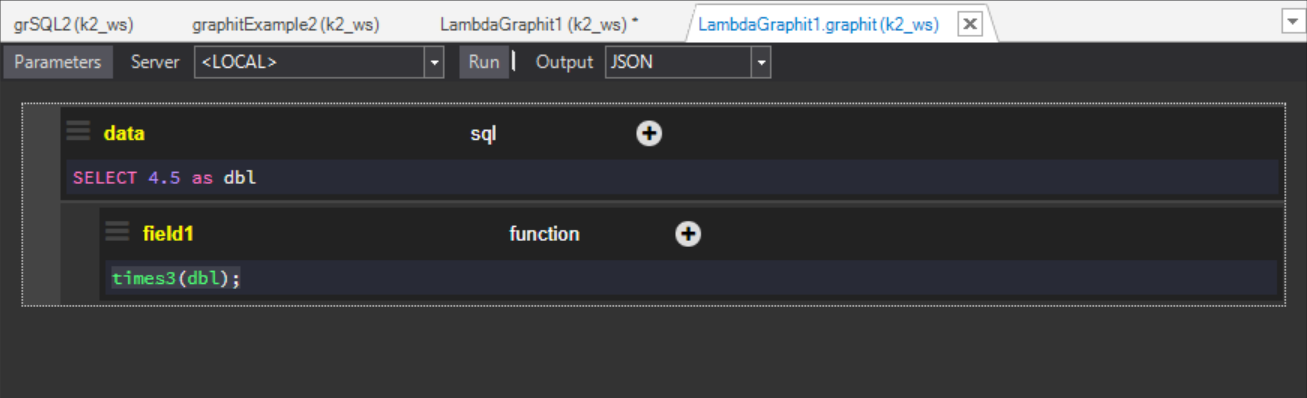 grSQL2 (k2_ws) graphitExample2 (k2_ws) LambdaGraphit1 (k2_ws) * LambdaGraphit1.graphit (k2_ws)
Parameters Server <LOCAL> Run Output JSON
data sql
SELECT 4.5 as dbl
field1 function
times3(dbl);